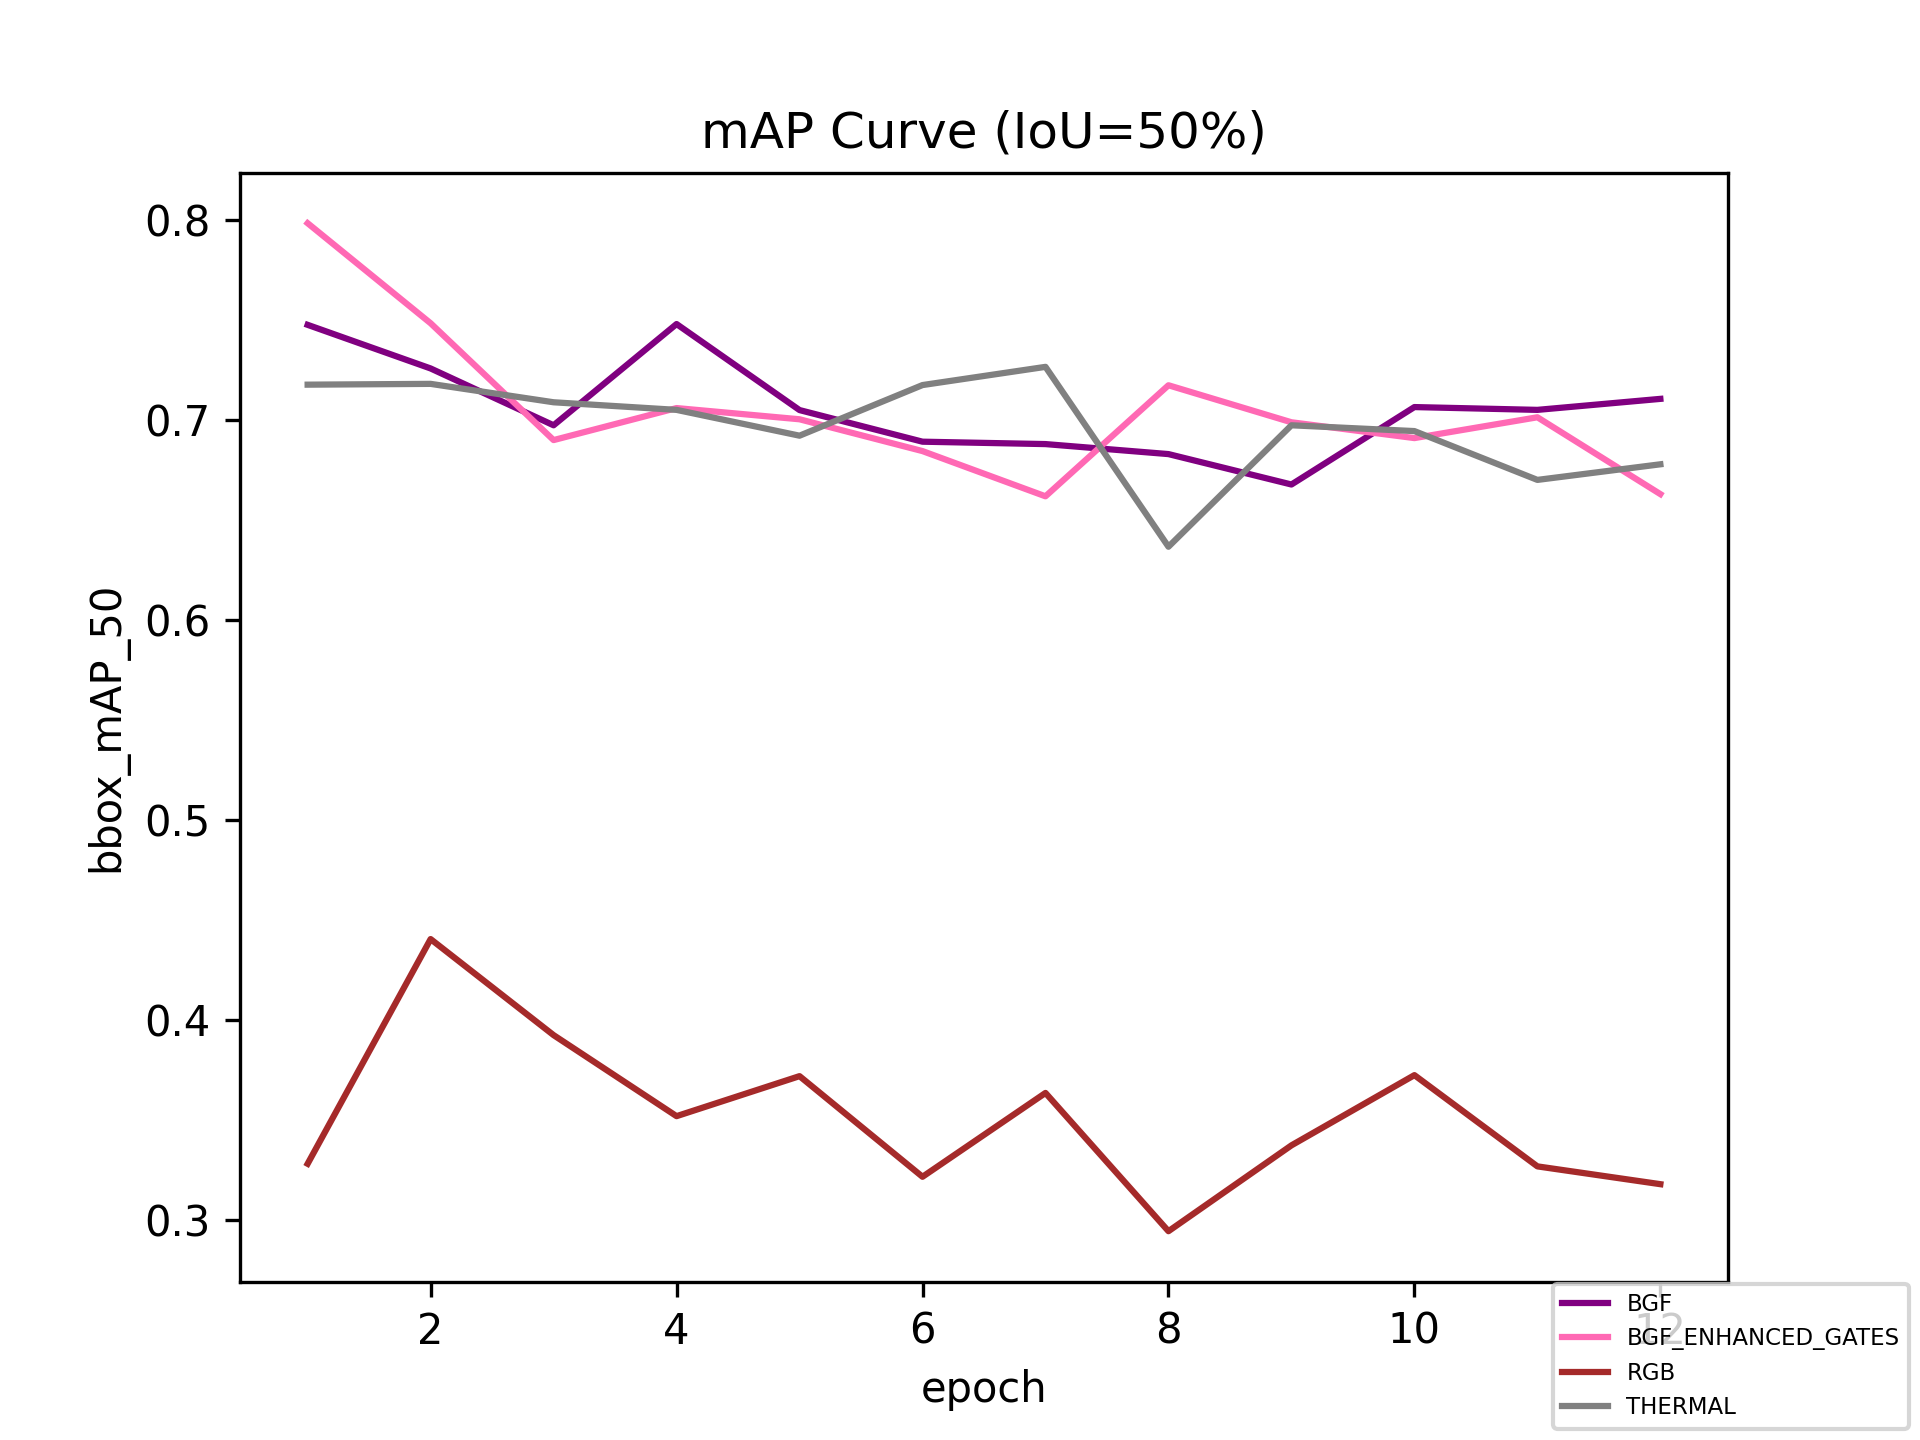 mAP Curve (IoU=50%)
bbox_mAP_50
0.8
0.7
0.6
0.5
0.4
0.3
2 4 6 8 10 12
epoch
BGF
BGF_ENHANCED_GATES
RGB
THERMAL